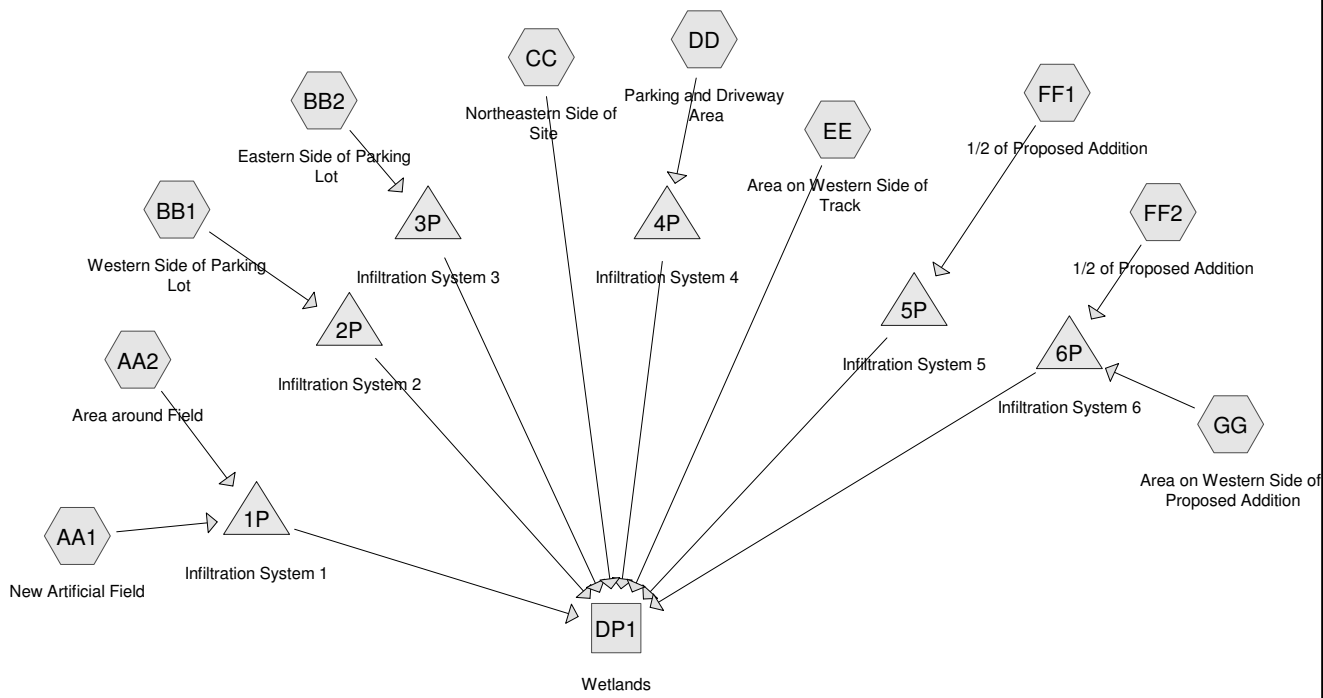 DD
Parking and Driveway
Area
CC
Northeastern Side of
Site
FF1
1/2 of Proposed Addition
BB2
Eastern Side of Parking
Lot
EE
Area on Western Side of
Track
BB1
Western Side of Parking
Lot
3P
Infiltration System 3
4P
Infiltration System 4
FF2
1/2 of Proposed Addition
5P
Infiltration System 5
2P
Infiltration System 2
6P
Infiltration System 6
AA2
Area around Field
GG
Area on Western Side of
Proposed Addition
1P
Infiltration System 1
AA1
New Artificial Field
DP1
Wetlands